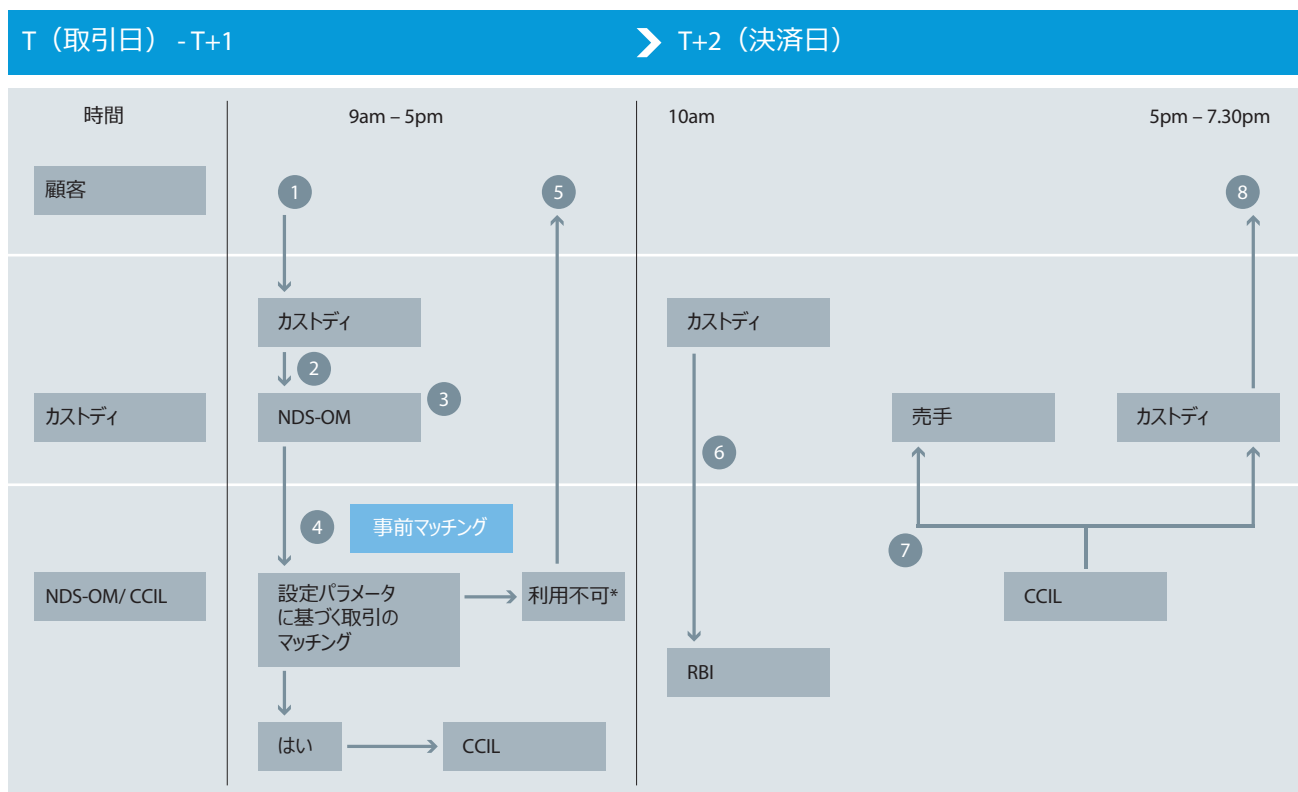 T（取引日） - T+1
T+2（決済日）
時間
9am – 5pm
10am
5pm – 7.30pm
顧客
1
5
8
カストディ
カストディ
2
カストディ
NDS-OM
3
売手
カストディ
6
4
事前マッチング
7
NDS-OM/ CCIL
設定パラメータ
に基づく取引の
マッチング
利用不可*
CCIL
RBI
はい
CCIL